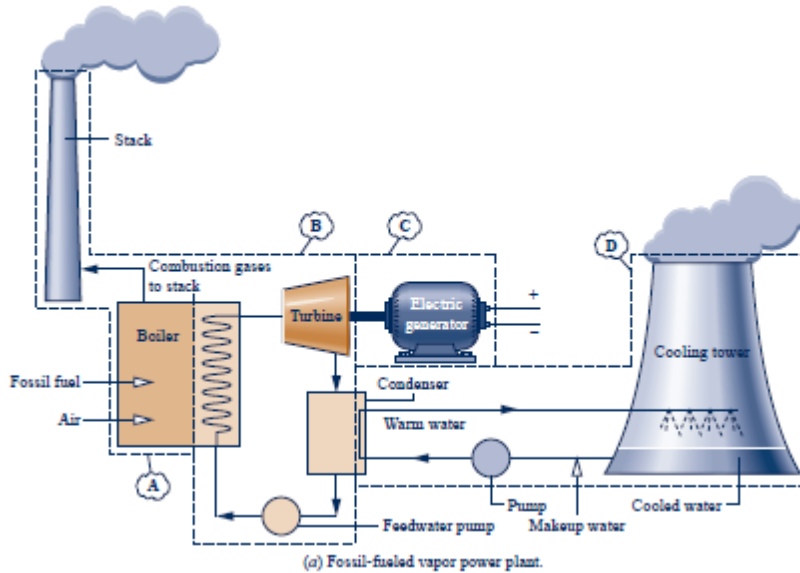 Stack
B
C
D
Combustion gases
to stack
+
Electric
generator
−
Turbine
Boiler
Cooling tower
Fossil fuel
Condenser
Air
Warm water
A
Pump
Cooled water
Feedwater pump
Makeup water
(a) Fossil-fueled vapor power plant.